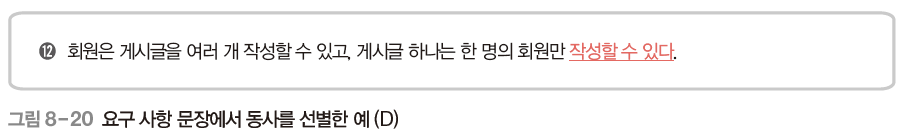 ⓬ 회원은 게시글을 여러 개 작성할 수 있고, 게시글 하나는 한 명의 회원만 작성할 수 있다.
그림 8-20 요구 사항 문장에서 동사를 선별한 예 (D)